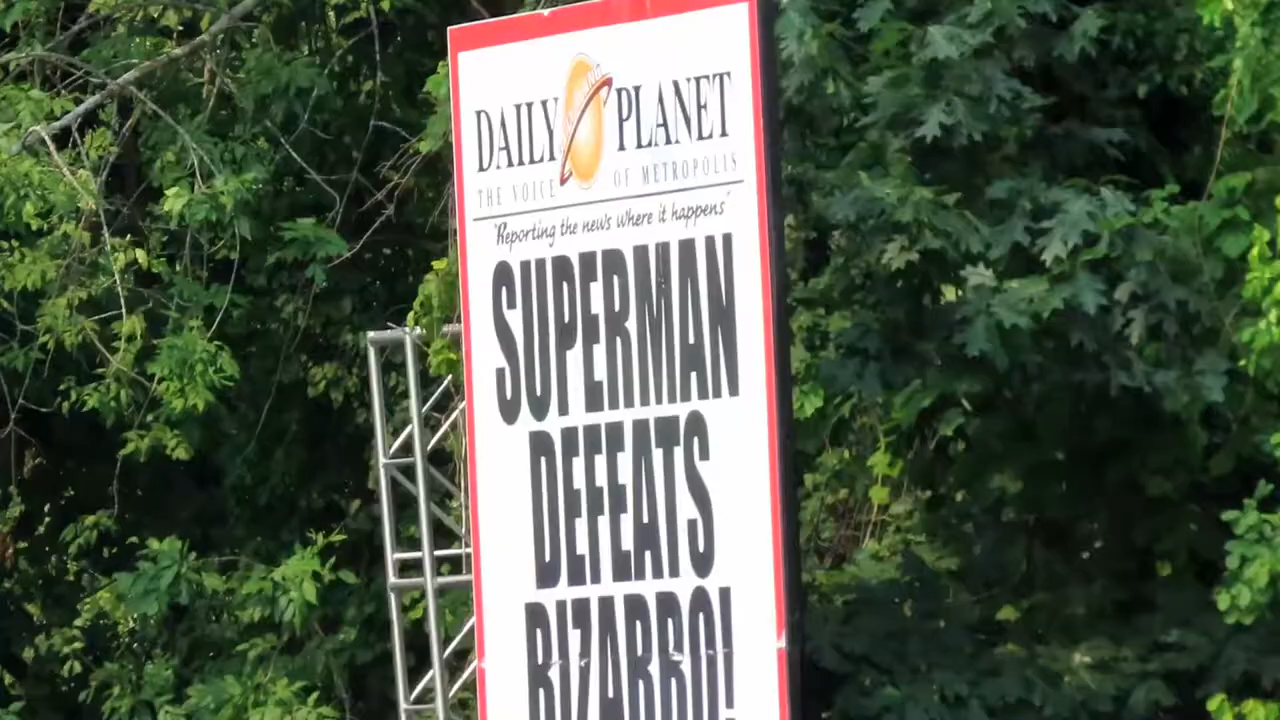 DAILY PLANET
THE VOICE OF METROPOLIS
"Reporting the news where it happens"
SUPERMAN
DEFEATS
BIZARRO!